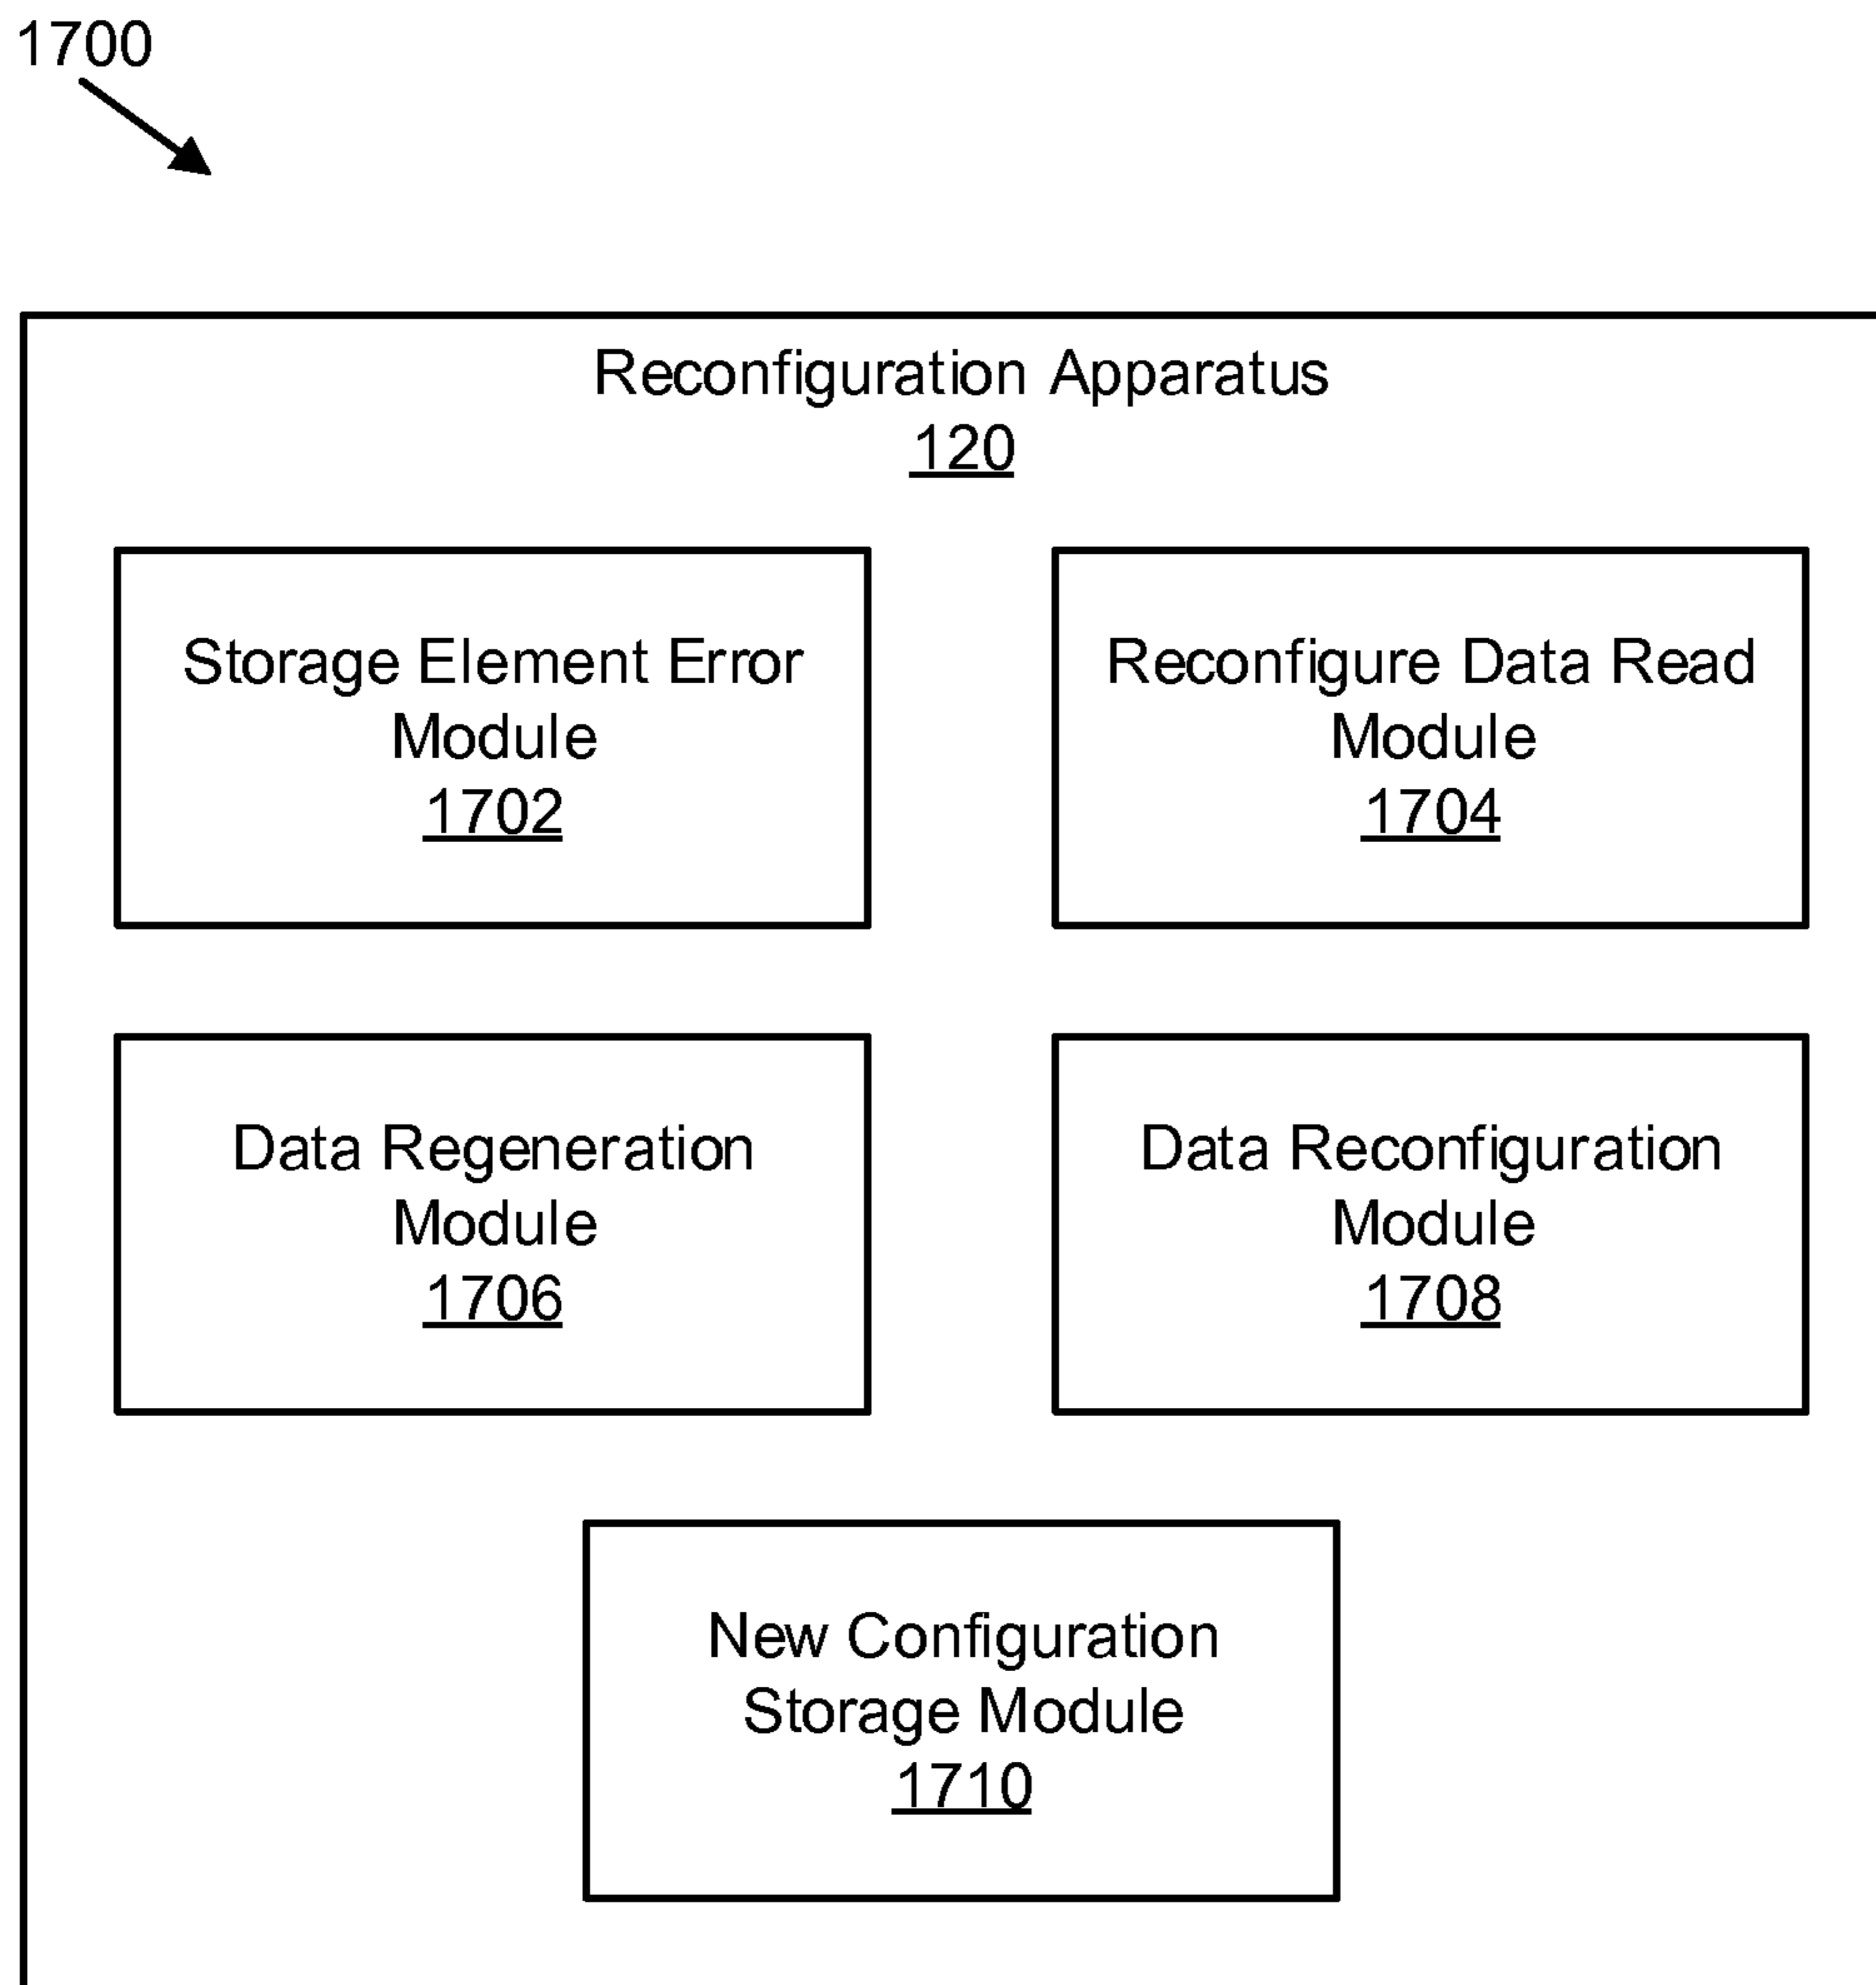 1700
Reconfiguration Apparatus
120
Storage Element Error
Module
1702
Reconfigure Data Read
Module
1704
Data Regeneration
Module
1706
Data Reconfiguration
Module
1708
New Configuration
Storage Module
1710